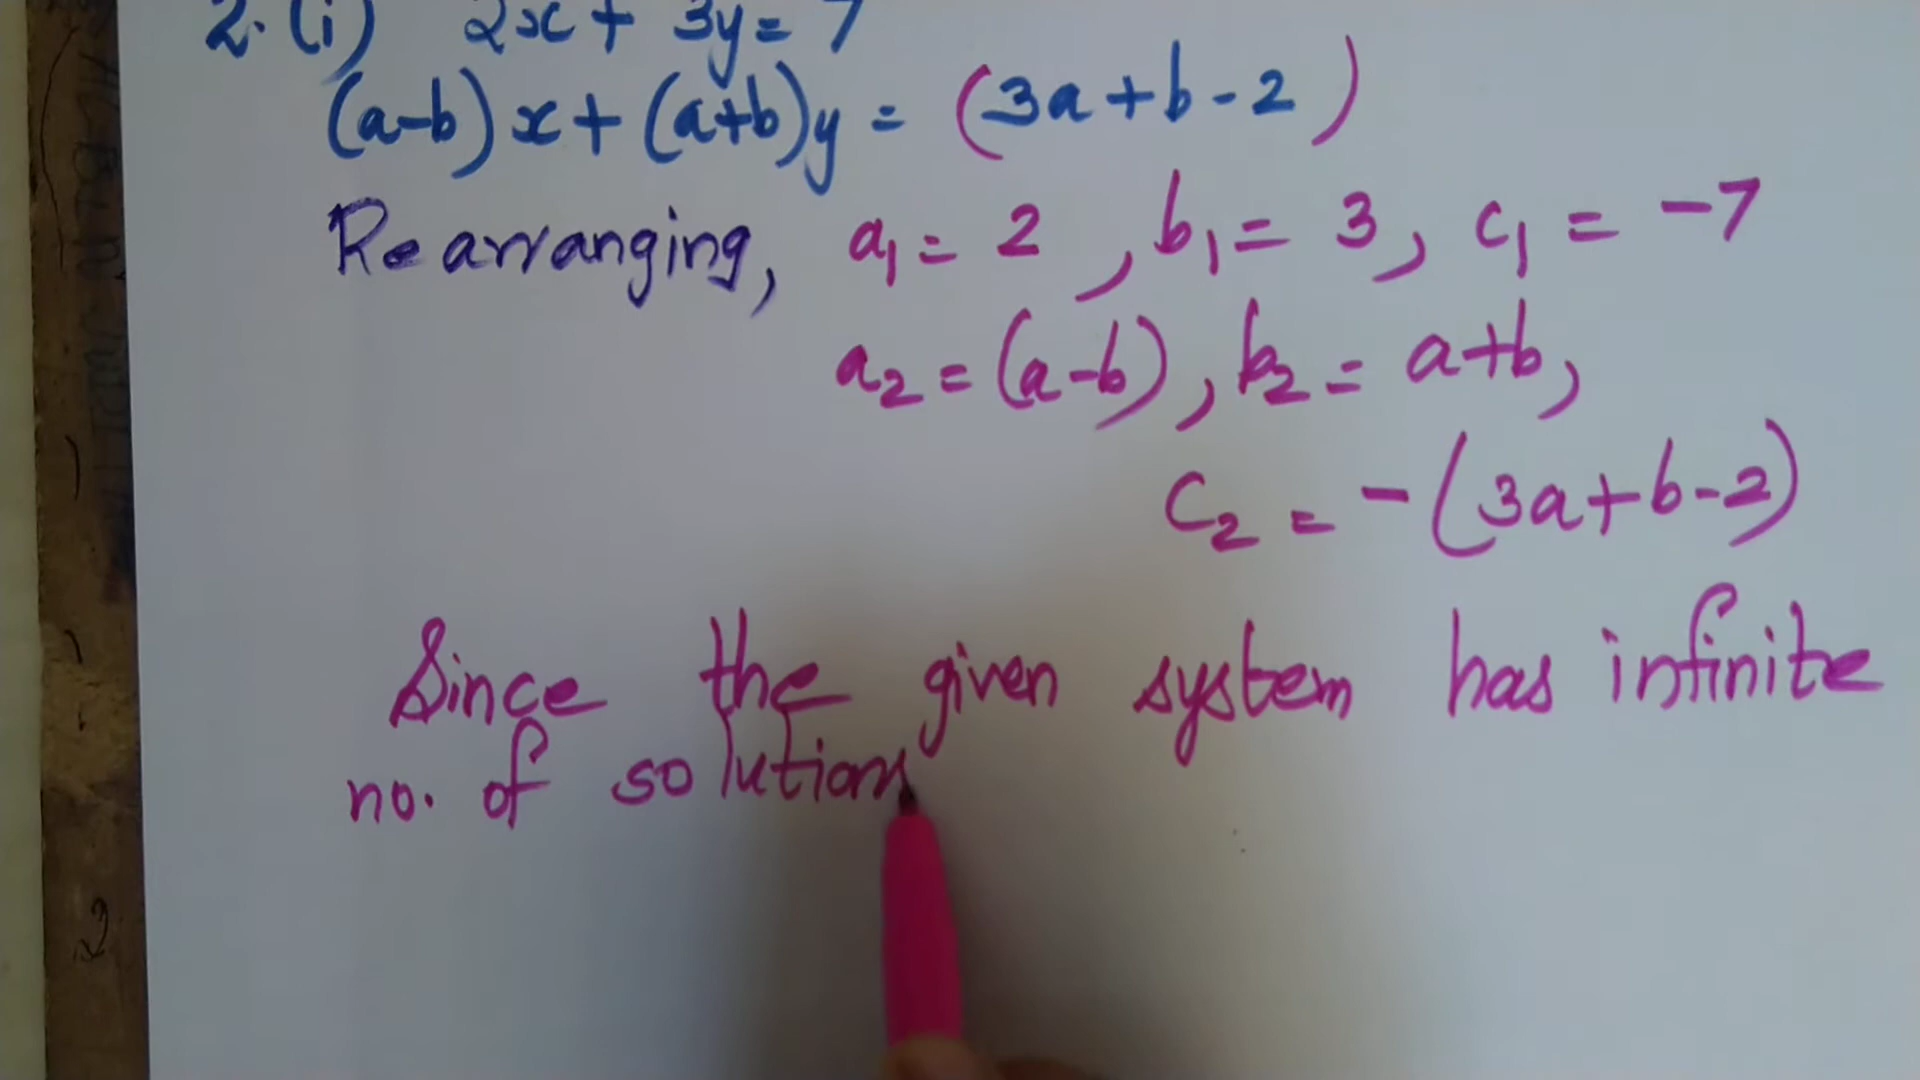 2. (i) 2x + 3y = 7
(a-b)x + (a+b)y = (3a+b-2)
Rearranging, a₁ = 2, b₁ = 3, c₁ = -7
a₂ = (a-b), b₂ = a+b,
c₂ = -(3a+b-2)
Since the given system has infinite
no. of solutions